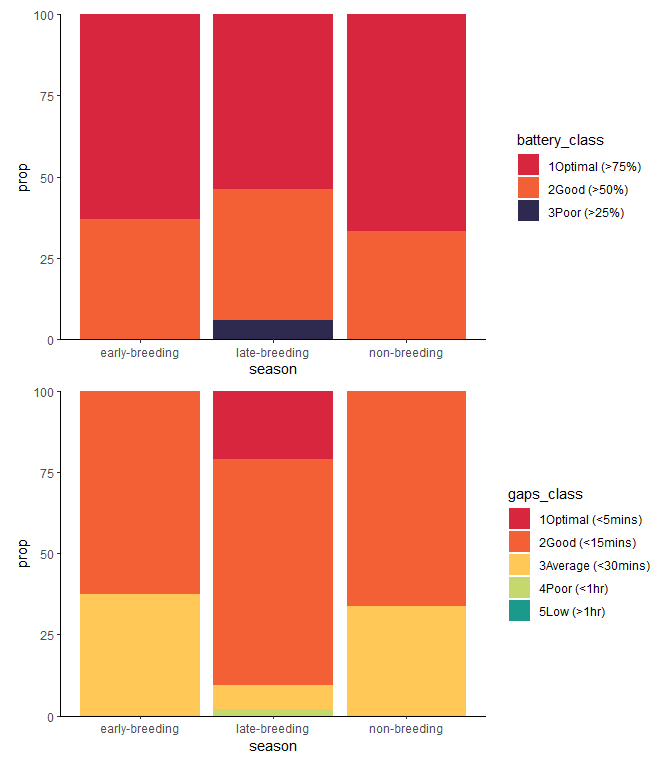 100
75
50
25
0
prop
early-breeding late-breeding non-breeding
season
battery_class
1Optimal (>75%)
2Good (>50%)
3Poor (>25%)
100
75
50
25
0
prop
early-breeding late-breeding non-breeding
season
gaps_class
1Optimal (<5mins)
2Good (<15mins)
3Average (<30mins)
4Poor (<1hr)
5Low (>1hr)